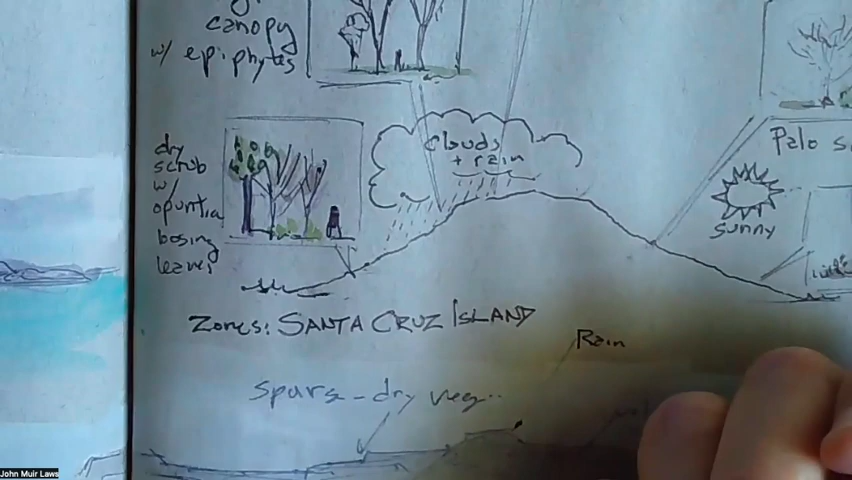 canopy
w/ epiphytes
clouds
+ rain
dry
scrub
w/
opuntia
losing
leaves
Palo
sunny
Zones: SANTA CRUZ ISLAND
Rain
spurs - dry veg..
John Muir Laws